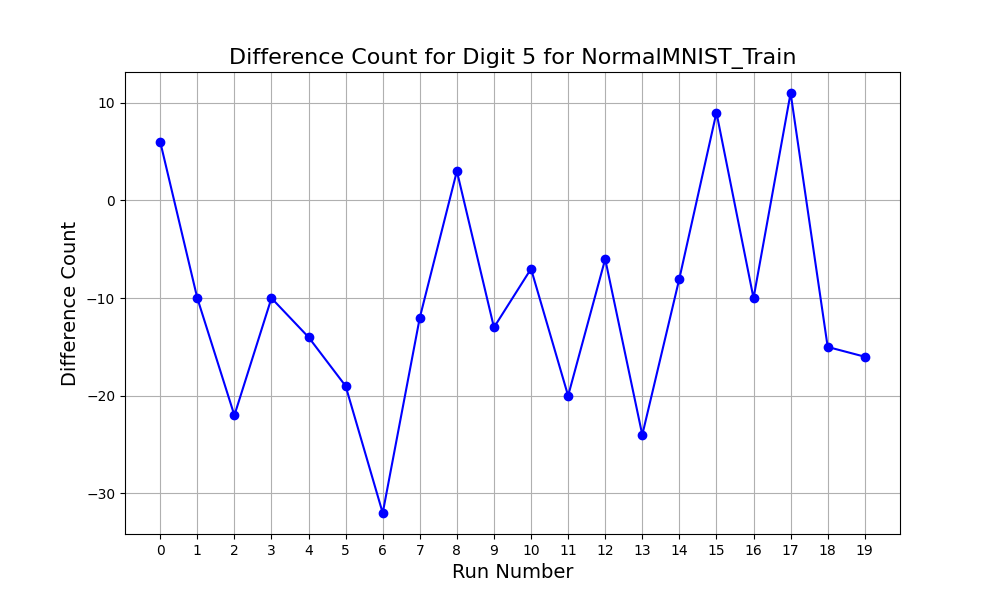 Difference Count for Digit 5 for NormalMNIST_Train
Difference Count
10
0
−10
−20
−30
0 1 2 3 4 5 6 7 8 9 10 11 12 13 14 15 16 17 18 19
Run Number